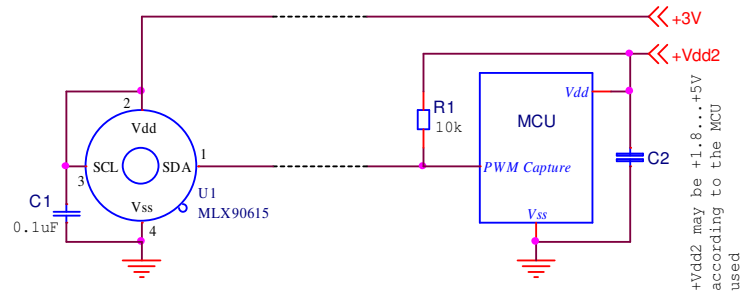 +3V
+Vdd2
R1
10k
MCU
Vdd
PWM Capture
Vss
C2
2
Vdd
SCL
SDA
1
3
Vss
4
U1
MLX90615
C1
0.1uF
+Vdd2 may be +1.8...+5V
according to the MCU
used